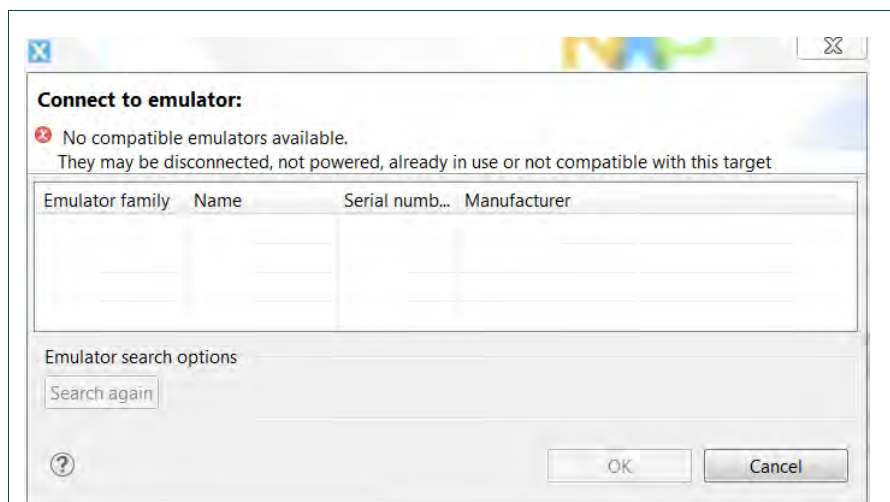 NXP
Connect to emulator:
No compatible emulators available.
They may be disconnected, not powered, already in use or not compatible with this target
Emulator family Name Serial numb... Manufacturer
Emulator search options
Search again
?
OK
Cancel